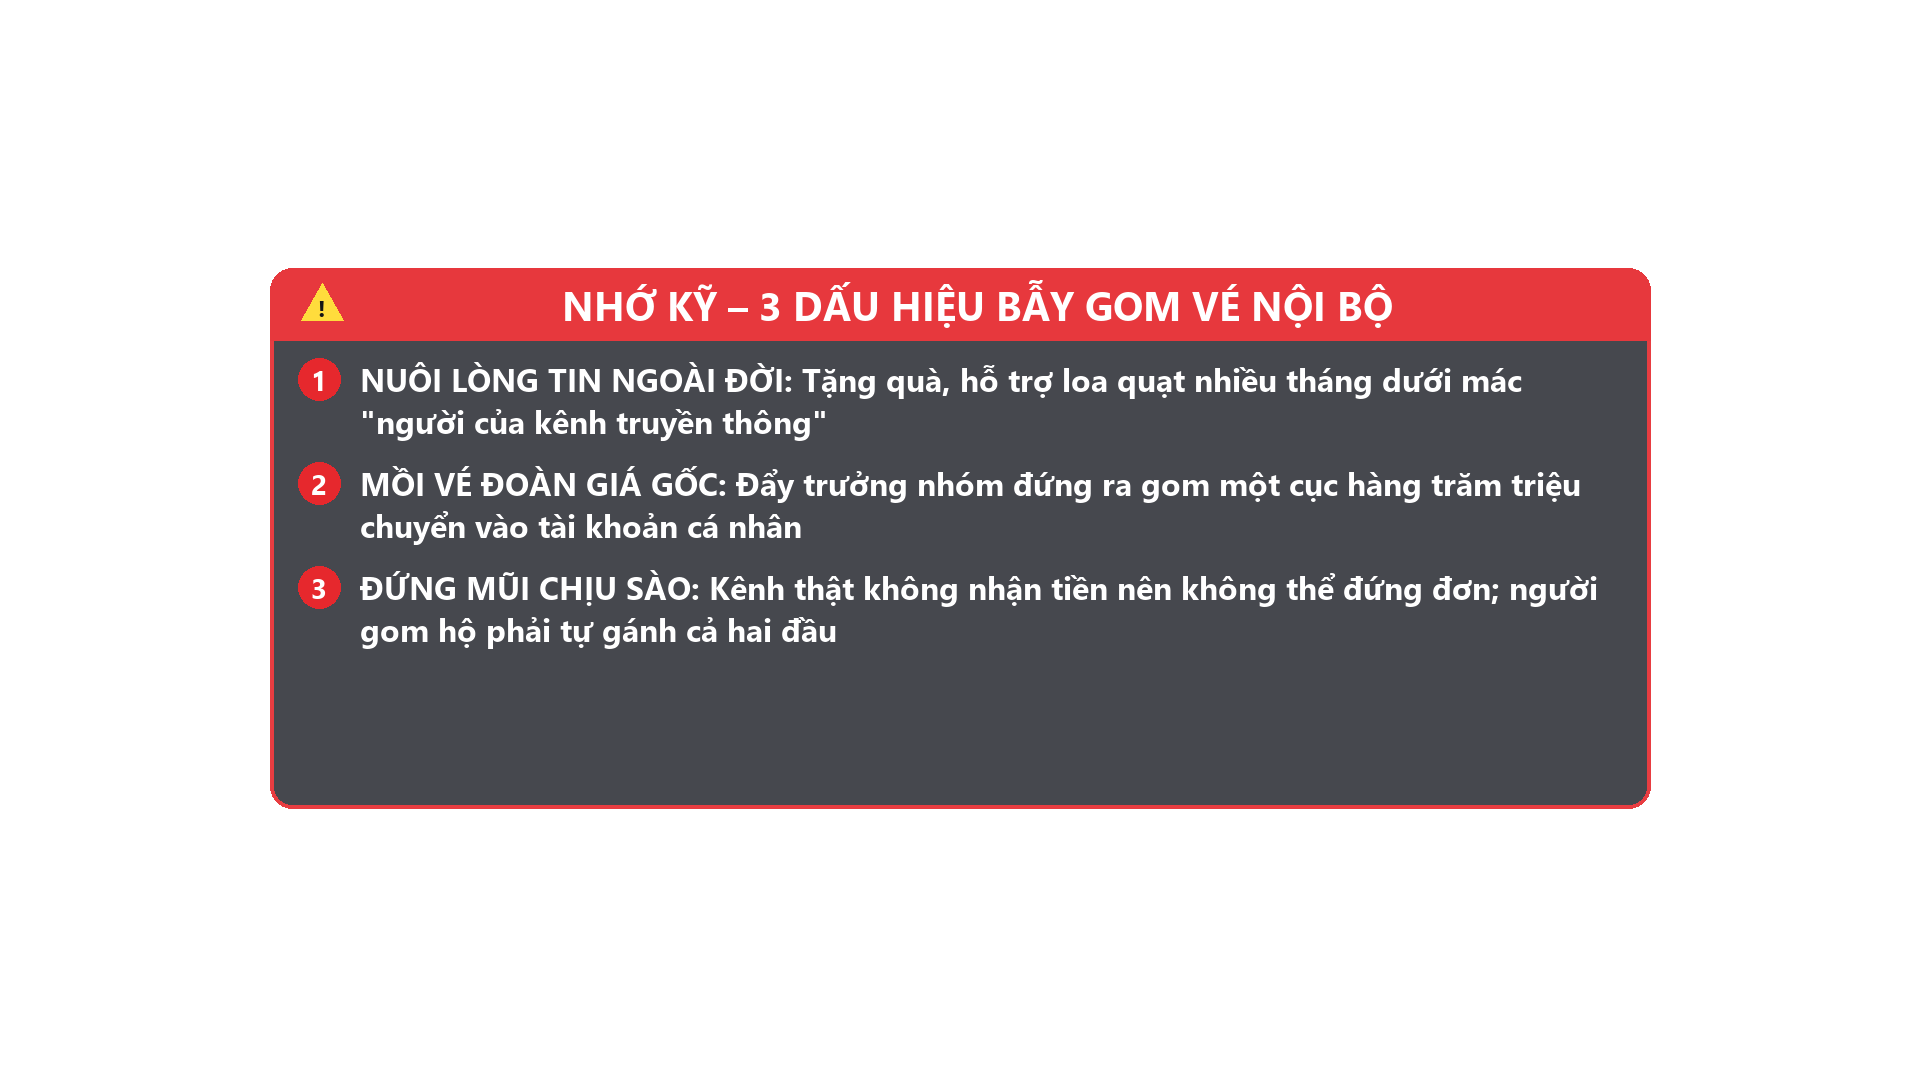 NHỚ KỸ – 3 DẤU HIỆU BẪY GOM VÉ NỘI BỘ
1 NUÔI LÒNG TIN NGOÀI ĐỜI: Tặng quà, hỗ trợ loa quạt nhiều tháng dưới mác
"người của kênh truyền thông"
2 MỒI VÉ ĐOÀN GIÁ GỐC: Đẩy trưởng nhóm đứng ra gom một cục hàng trăm triệu
chuyển vào tài khoản cá nhân
3 ĐỨNG MŨI CHỊU SÀO: Kênh thật không nhận tiền nên không thể đứng đơn; người
gom hộ phải tự gánh cả hai đầu